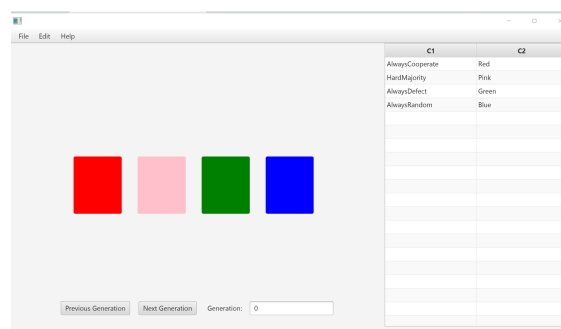 File Edit Help
C1 C2
AlwaysCooperate Red
HardMajority Pink
AlwaysDefect Green
AlwaysRandom Blue
Previous Generation Next Generation Generation: 0